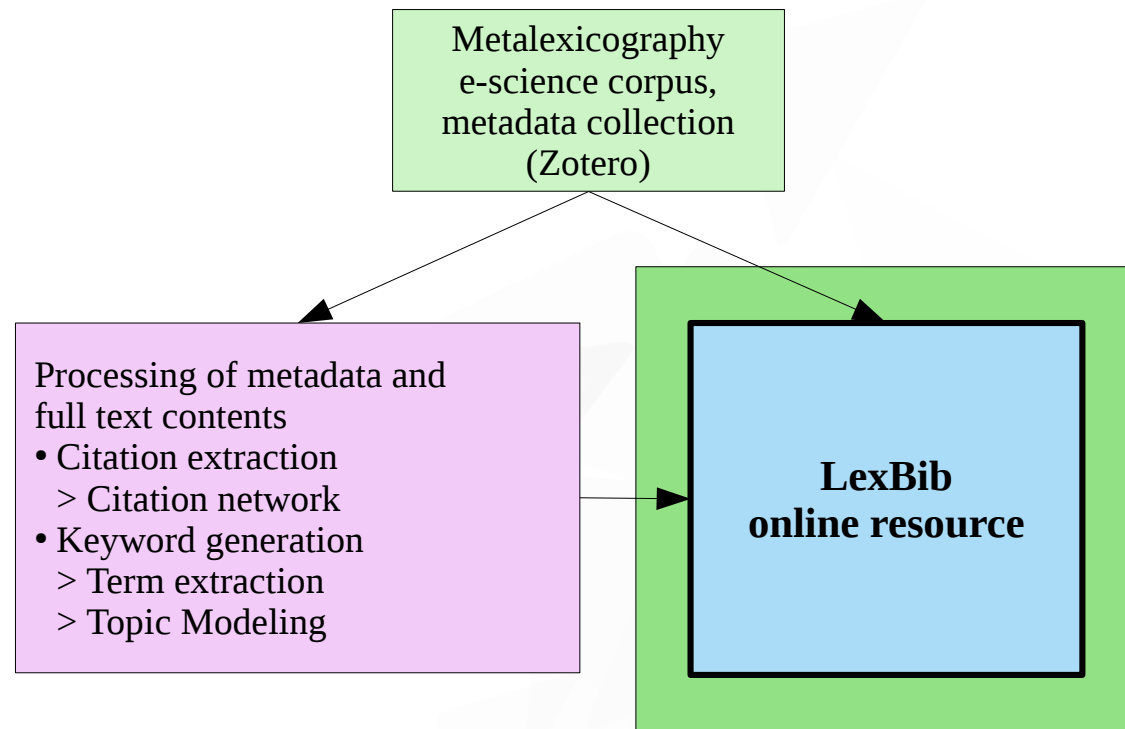 Metalexicography
e-science corpus,
metadata collection
(Zotero)
Processing of metadata and
full text contents
• Citation extraction
> Citation network
• Keyword generation
> Term extraction
> Topic Modeling
LexBib
online resource